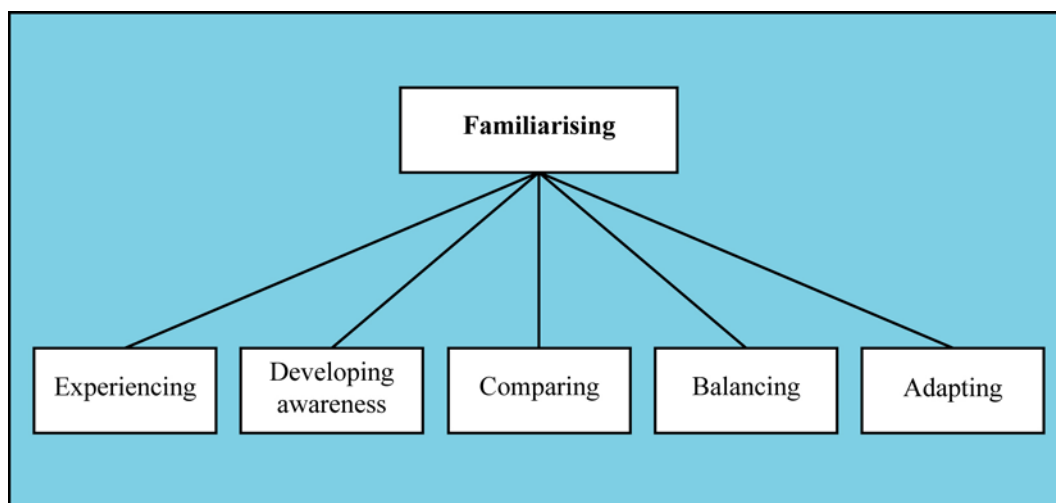 Familiarising
Experiencing
Developing
awareness
Comparing
Balancing
Adapting